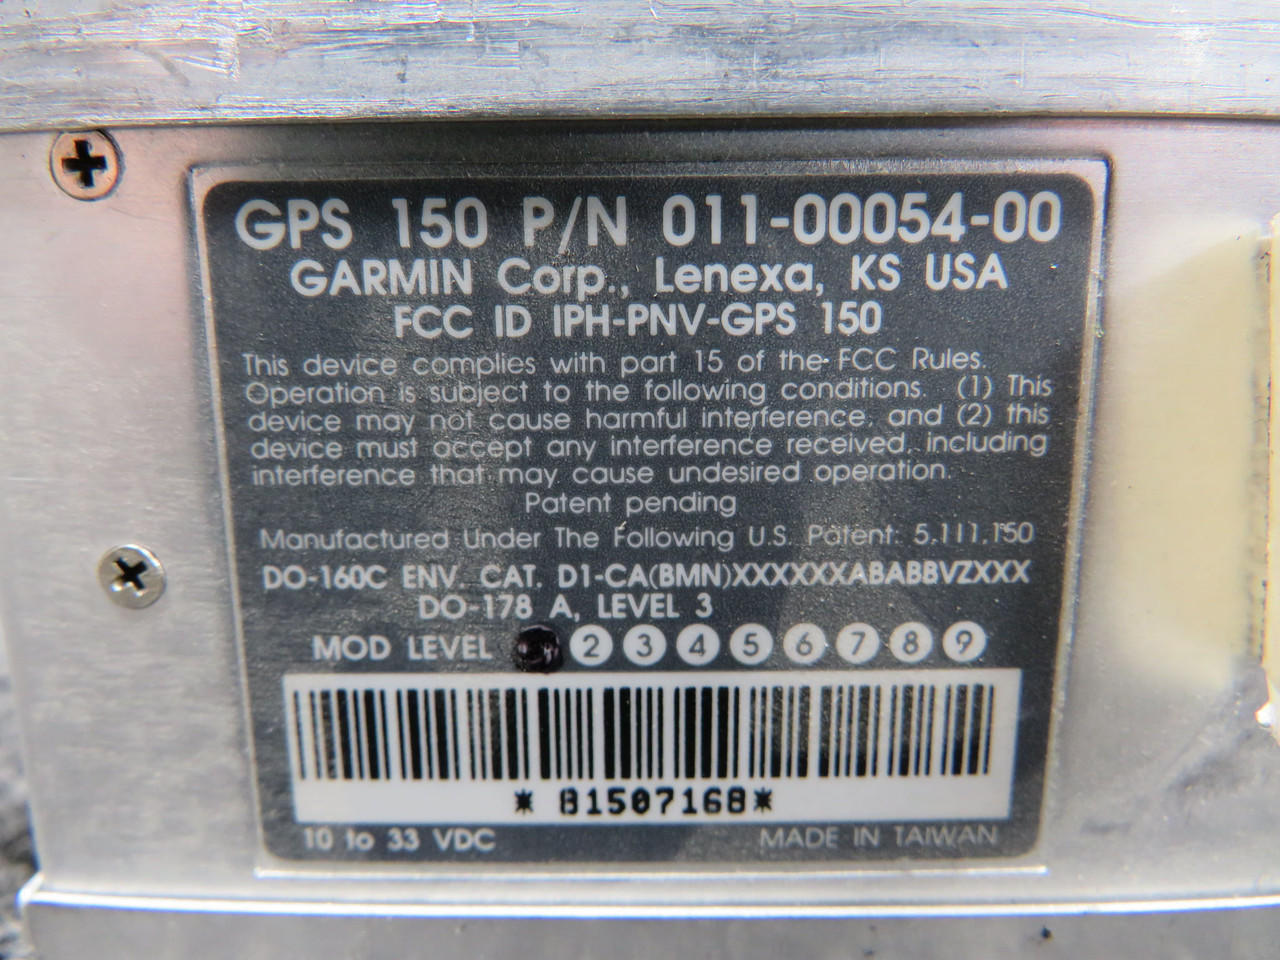 GPS 150 P/N 011-00054-00
GARMIN Corp., Lenexa, KS USA
FCC ID IPH-PNV-GPS 150
This device complies with part 15 of the FCC Rules.
Operation is subject to the following conditions. (1) This
device may not cause harmful interference, and (2) this
device must accept any interference received, including
interference that may cause undesired operation.
Patent pending
Manufactured Under The Following U.S. Patent: 5,111,150
DO-160C ENV. CAT. D1-CA(BMN)XXXXXXABABBVZXXX
DO-178 A, LEVEL 3
MOD LEVEL 2 3 4 5 6 7 8 9
*81507168*
10 to 33 VDC MADE IN TAIWAN